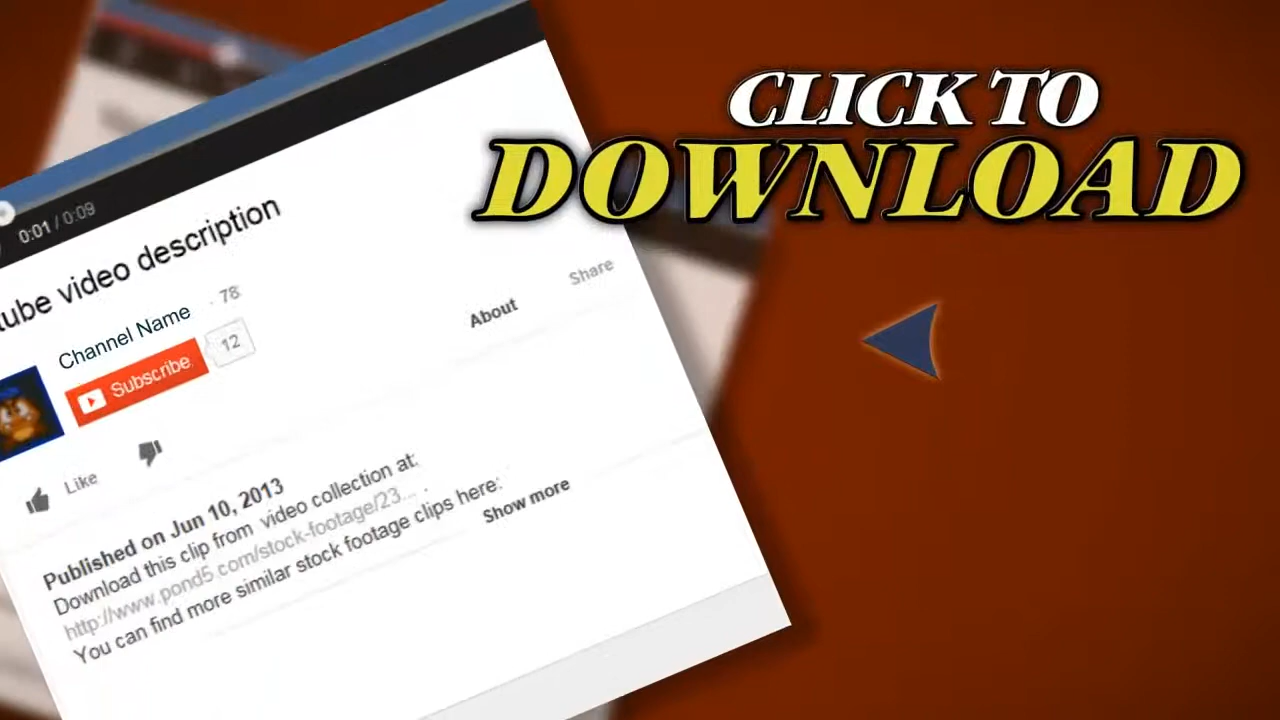 CLICK TO
DOWNLOAD
0:01 / 0:09
tube video description
Channel Name
78
Subscribe
12
About
Share
Like
Published on Jun 10, 2013
Download this clip from video collection at:
http://www.pond5.com/stock-footage/23...
You can find more similar stock footage clips here:
Show more